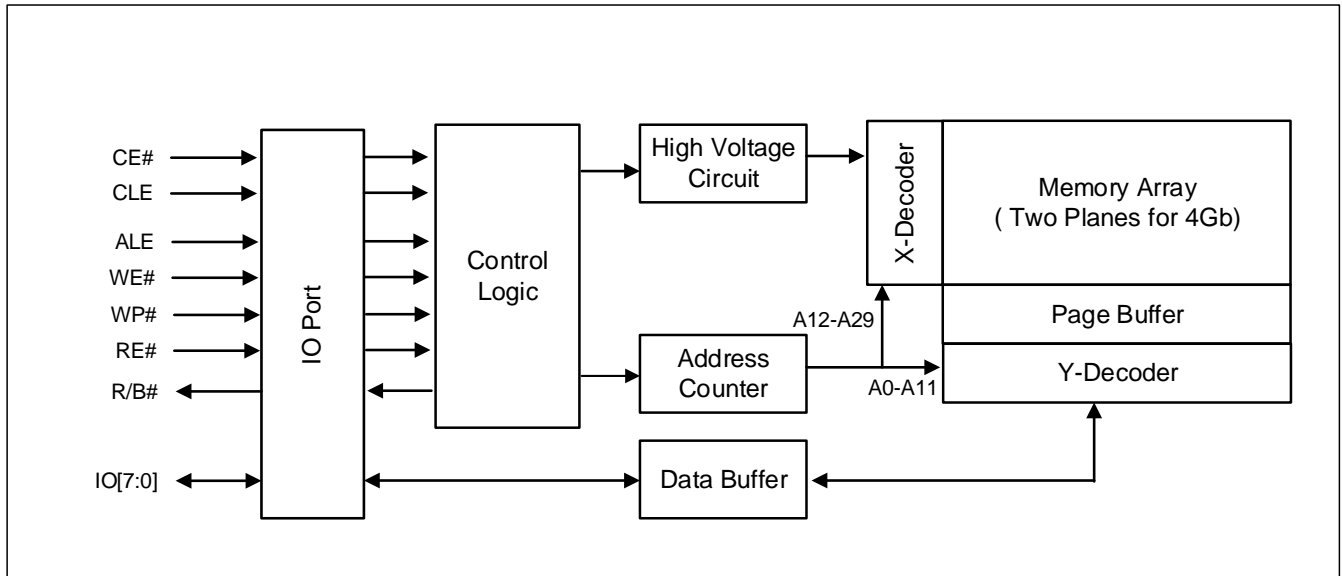 CE#
CLE
ALE
WE#
WP#
RE#
R/B#
IO[7:0]
IO Port
Control
Logic
High Voltage
Circuit
Address
Counter
Data Buffer
A12-A29
A0-A11
X-Decoder
Memory Array
( Two Planes for 4Gb)
Page Buffer
Y-Decoder